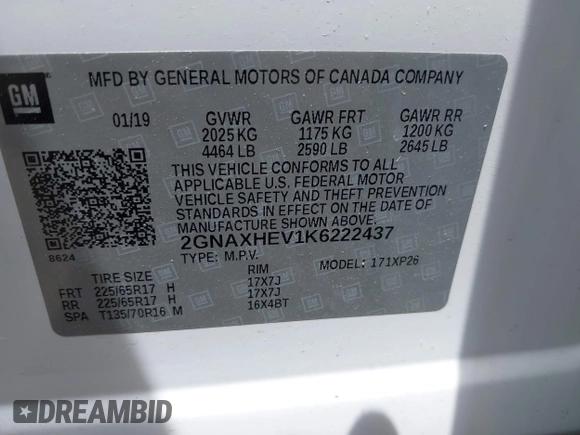 GM
MFD BY GENERAL MOTORS OF CANADA COMPANY
01/19 GVWR GAWR FRT GAWR RR
2025 KG 1175 KG 1200 KG
4464 LB 2590 LB 2645 LB
THIS VEHICLE CONFORMS TO ALL
APPLICABLE U.S. FEDERAL MOTOR
VEHICLE SAFETY AND THEFT PREVENTION
STANDARDS IN EFFECT ON THE DATE OF
MANUFACTURE SHOWN ABOVE.
8624 2GNAXHEV1K6222437
TYPE: M.P.V. MODEL: 171XP26
TIRE SIZE RIM
FRT 225/65R17 H 17X7J
RR 225/65R17 H 17X7J
SPA T135/70R16 M 16X4BT
DREAMBID